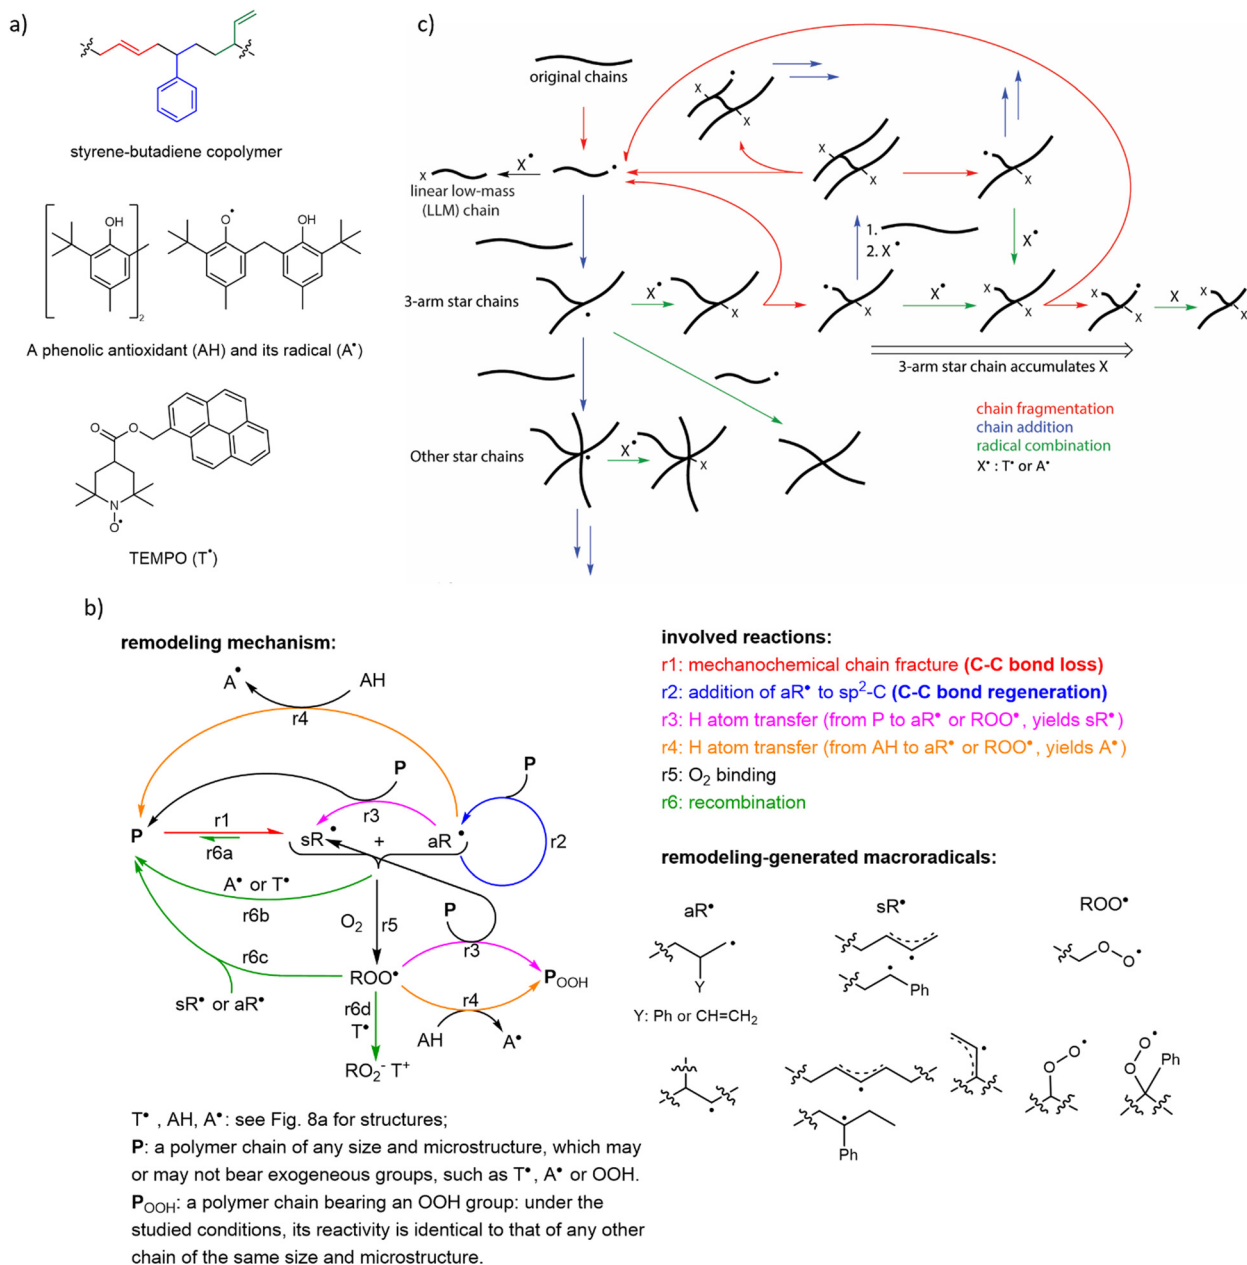 a)
styrene-butadiene copolymer
OH
2
O•
OH
A phenolic antioxidant (AH) and its radical (A•)
O
O
N
O•
TEMPO (T•)
c)
original chains
X•
X
linear low-mass
(LLM) chain
X
X
X
X
X
1.
2. X•
X•
3-arm star chains
X•
X
X
X•
X
X
X
X
X
X
X
X
3-arm star chain accumulates X
Other star chains
X•
X
chain fragmentation
chain addition
radical combination
X• : T• or A•
b)
remodeling mechanism:
A•
AH
r4
P
P
r3
P
r1
r6a
sR•
+
aR•
r2
A• or T•
r6b
O2
r5
P
r3
r6c
ROO•
POOH
sR• or aR•
r6d
T•
r4
AH
A•
RO2- T+
T•, AH, A•: see Fig. 8a for structures;
P: a polymer chain of any size and microstructure, which may
or may not bear exogeneous groups, such as T•, A• or OOH.
POOH: a polymer chain bearing an OOH group: under the
studied conditions, its reactivity is identical to that of any other
chain of the same size and microstructure.
involved reactions:
r1: mechanochemical chain fracture (C-C bond loss)
r2: addition of aR• to sp2-C (C-C bond regeneration)
r3: H atom transfer (from P to aR• or ROO•, yields sR•)
r4: H atom transfer (from AH to aR• or ROO•, yields A•)
r5: O2 binding
r6: recombination
remodeling-generated macroradicals:
aR•
sR•
ROO•
Y
Ph
O
O•
Y: Ph or CH=CH2
Ph
O
O•
O
O•
Ph